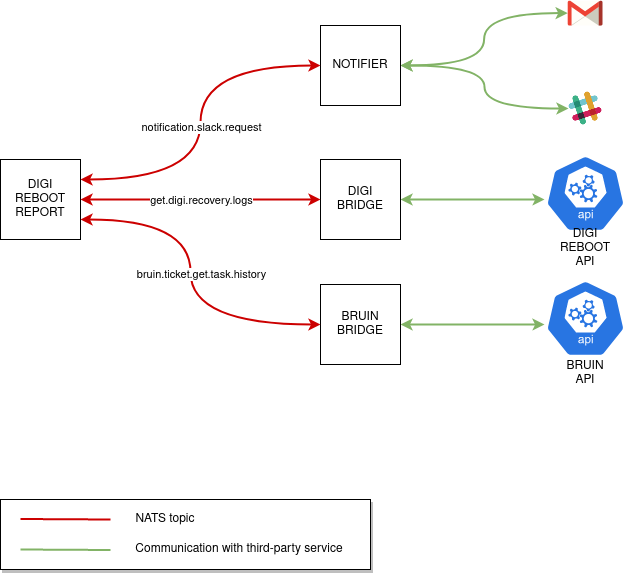 NOTIFIER
notification.slack.request
DIGI
REBOOT
REPORT
get.digi.recovery.logs
DIGI
BRIDGE
api
DIGI
REBOOT
API
bruin.ticket.get.task.history
BRUIN
BRIDGE
api
BRUIN
API
NATS topic
Communication with third-party service